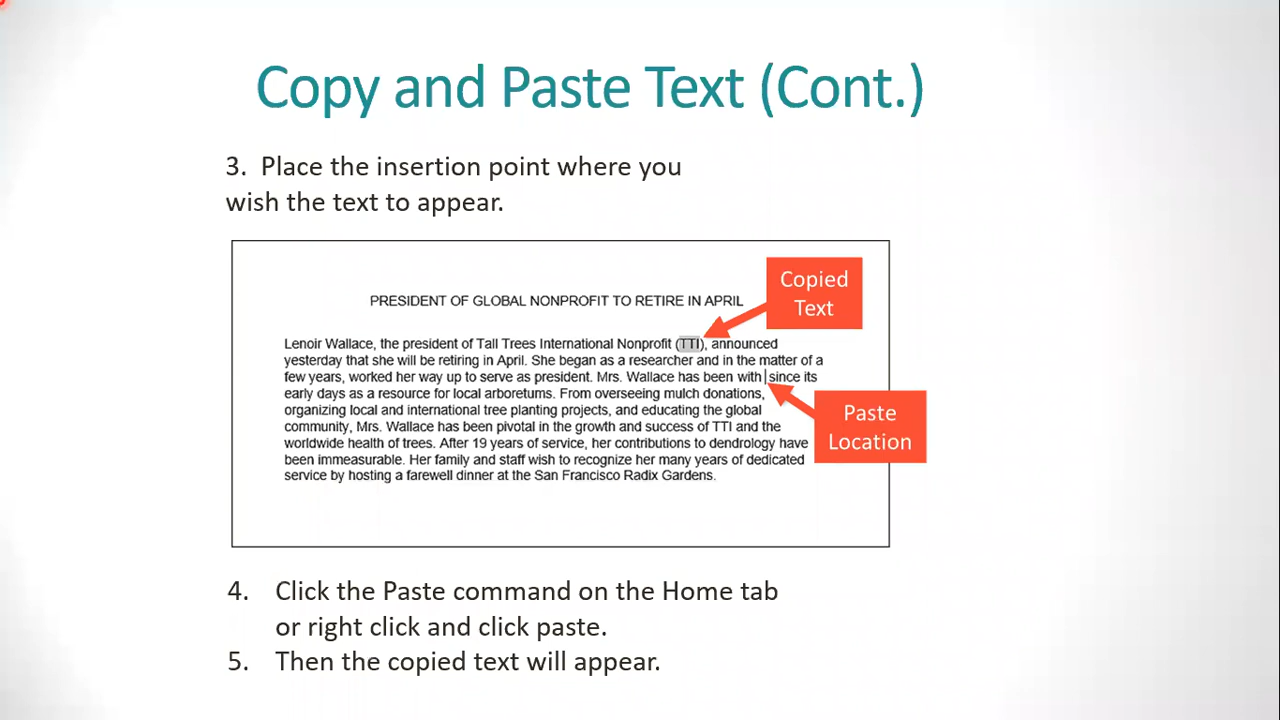 Copy and Paste Text (Cont.)
3. Place the insertion point where you
wish the text to appear.
Copied
Text
PRESIDENT OF GLOBAL NONPROFIT TO RETIRE IN APRIL
Lenoir Wallace, the president of Tall Trees International Nonprofit (TTI), announced
yesterday that she will be retiring in April. She began as a researcher and in the matter of a
few years, worked her way up to serve as president. Mrs. Wallace has been with since its
early days as a resource for local arboretums. From overseeing mulch donations,
organizing local and international tree planting projects, and educating the global
community, Mrs. Wallace has been pivotal in the growth and success of TTI and the
worldwide health of trees. After 19 years of service, her contributions to dendrology have
been immeasurable. Her family and staff wish to recognize her many years of dedicated
service by hosting a farewell dinner at the San Francisco Radix Gardens.
Paste
Location
4. Click the Paste command on the Home tab
or right click and click paste.
5. Then the copied text will appear.